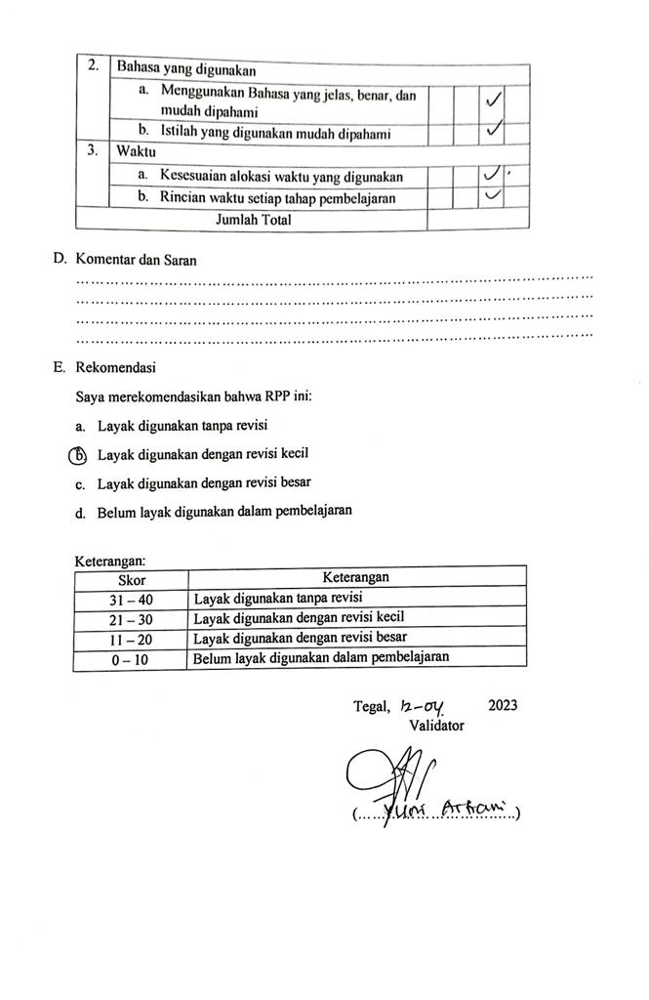 2. Bahasa yang digunakan
a. Menggunakan Bahasa yang jelas, benar, dan
mudah dipahami ✓
b. Istilah yang digunakan mudah dipahami ✓
3. Waktu
a. Kesesuaian alokasi waktu yang digunakan ✓
b. Rincian waktu setiap tahap pembelajaran ✓
Jumlah Total
D. Komentar dan Saran
E. Rekomendasi
Saya merekomendasikan bahwa RPP ini:
a. Layak digunakan tanpa revisi
b. Layak digunakan dengan revisi kecil
c. Layak digunakan dengan revisi besar
d. Belum layak digunakan dalam pembelajaran
Keterangan:
Skor Keterangan
31 – 40 Layak digunakan tanpa revisi
21 – 30 Layak digunakan dengan revisi kecil
11 – 20 Layak digunakan dengan revisi besar
0 – 10 Belum layak digunakan dalam pembelajaran
Tegal, 12-04 2023
Validator
(.....Yuni ..............)